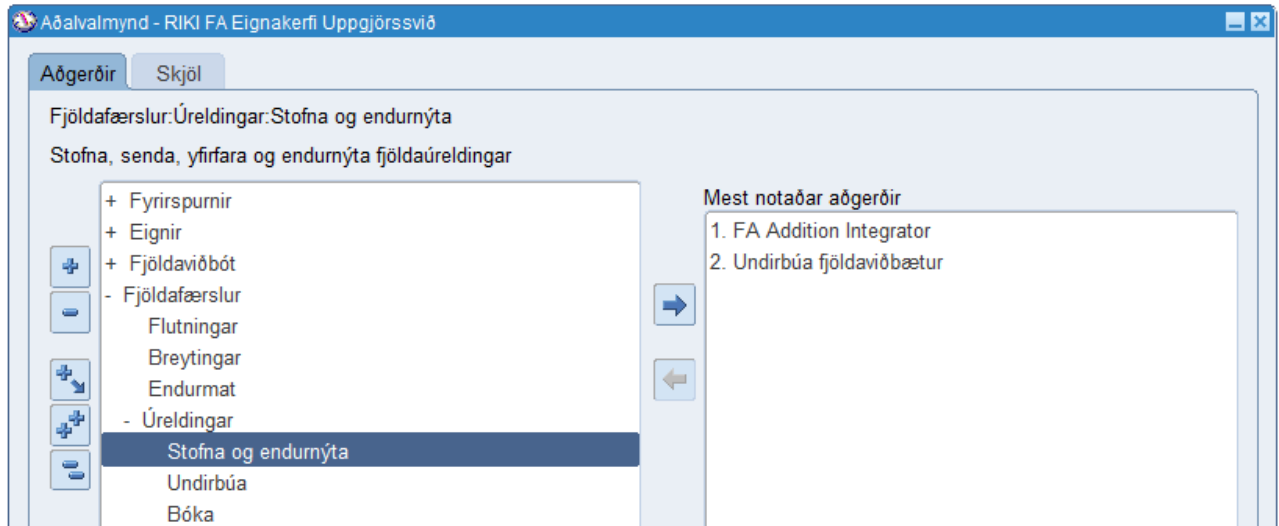 Aðalvalmynd - RIKI FA Eignakerfi Uppgjörssvið
Aðgerðir Skjöl
Fjöldafærslur:Úreldingar:Stofna og endurnýta
Stofna, senda, yfirfara og endurnýta fjöldaúreldingar
+ Fyrirspurnir
+ Eignir
+ Fjöldaviðbót
- Fjöldafærslur
Flutningar
Breytingar
Endurmat
- Úreldingar
Stofna og endurnýta
Undirbúa
Bóka
Mest notaðar aðgerðir
1. FA Addition Integrator
2. Undirbúa fjöldaviðbætur